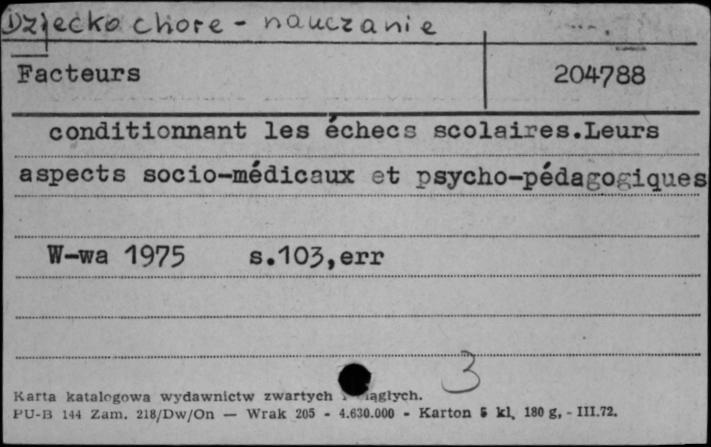 Dziecko chore - nauczanie
Facteurs 204788
conditionnant les échecs scolaires.Leurs
aspects socio-médicaux et psycho-pédagogiques
W-wa 1975 s.103,err
3
Karta katalogowa wydawnictw zwartych i ciągłych.
PU-B 144 Zam. 218/Dw/On — Wrak 205 - 4.630.000 - Karton 5 kl, 180 g, - III.72.